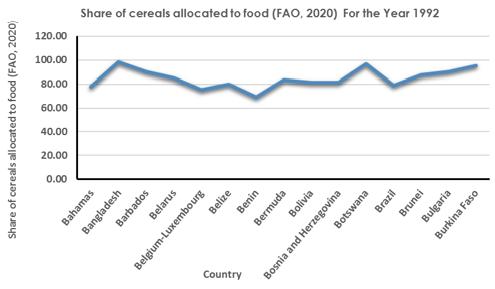 Share of cereals allocated to food (FAO, 2020) For the Year 1992
Share of cereals allocated to food (FAO, 2020)
120.00
100.00
80.00
60.00
40.00
20.00
0.00
Bahamas
Bangladesh
Barbados
Belarus
Belgium-Luxembourg
Belize
Benin
Bermuda
Bolivia
Bosnia and Herzegovina
Botswana
Brazil
Brunei
Bulgaria
Burkina Faso
Country